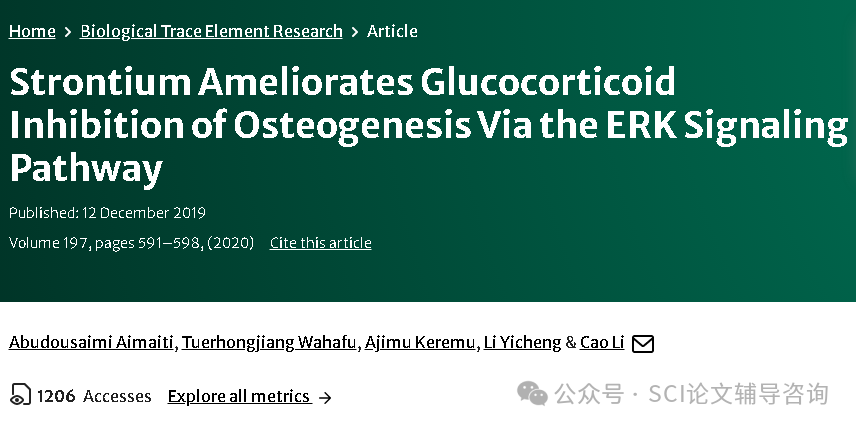 Home > Biological Trace Element Research > Article
Strontium Ameliorates Glucocorticoid
Inhibition of Osteogenesis Via the ERK Signaling
Pathway
Published: 12 December 2019
Volume 197, pages 591–598, (2020) Cite this article
Abudousaimi Aimaiti, Tuerhongjiang Wahafu, Ajimu Keremu, Li Yicheng & Cao Li
1206 Accesses Explore all metrics →
公众号 · SCI论文辅导咨询